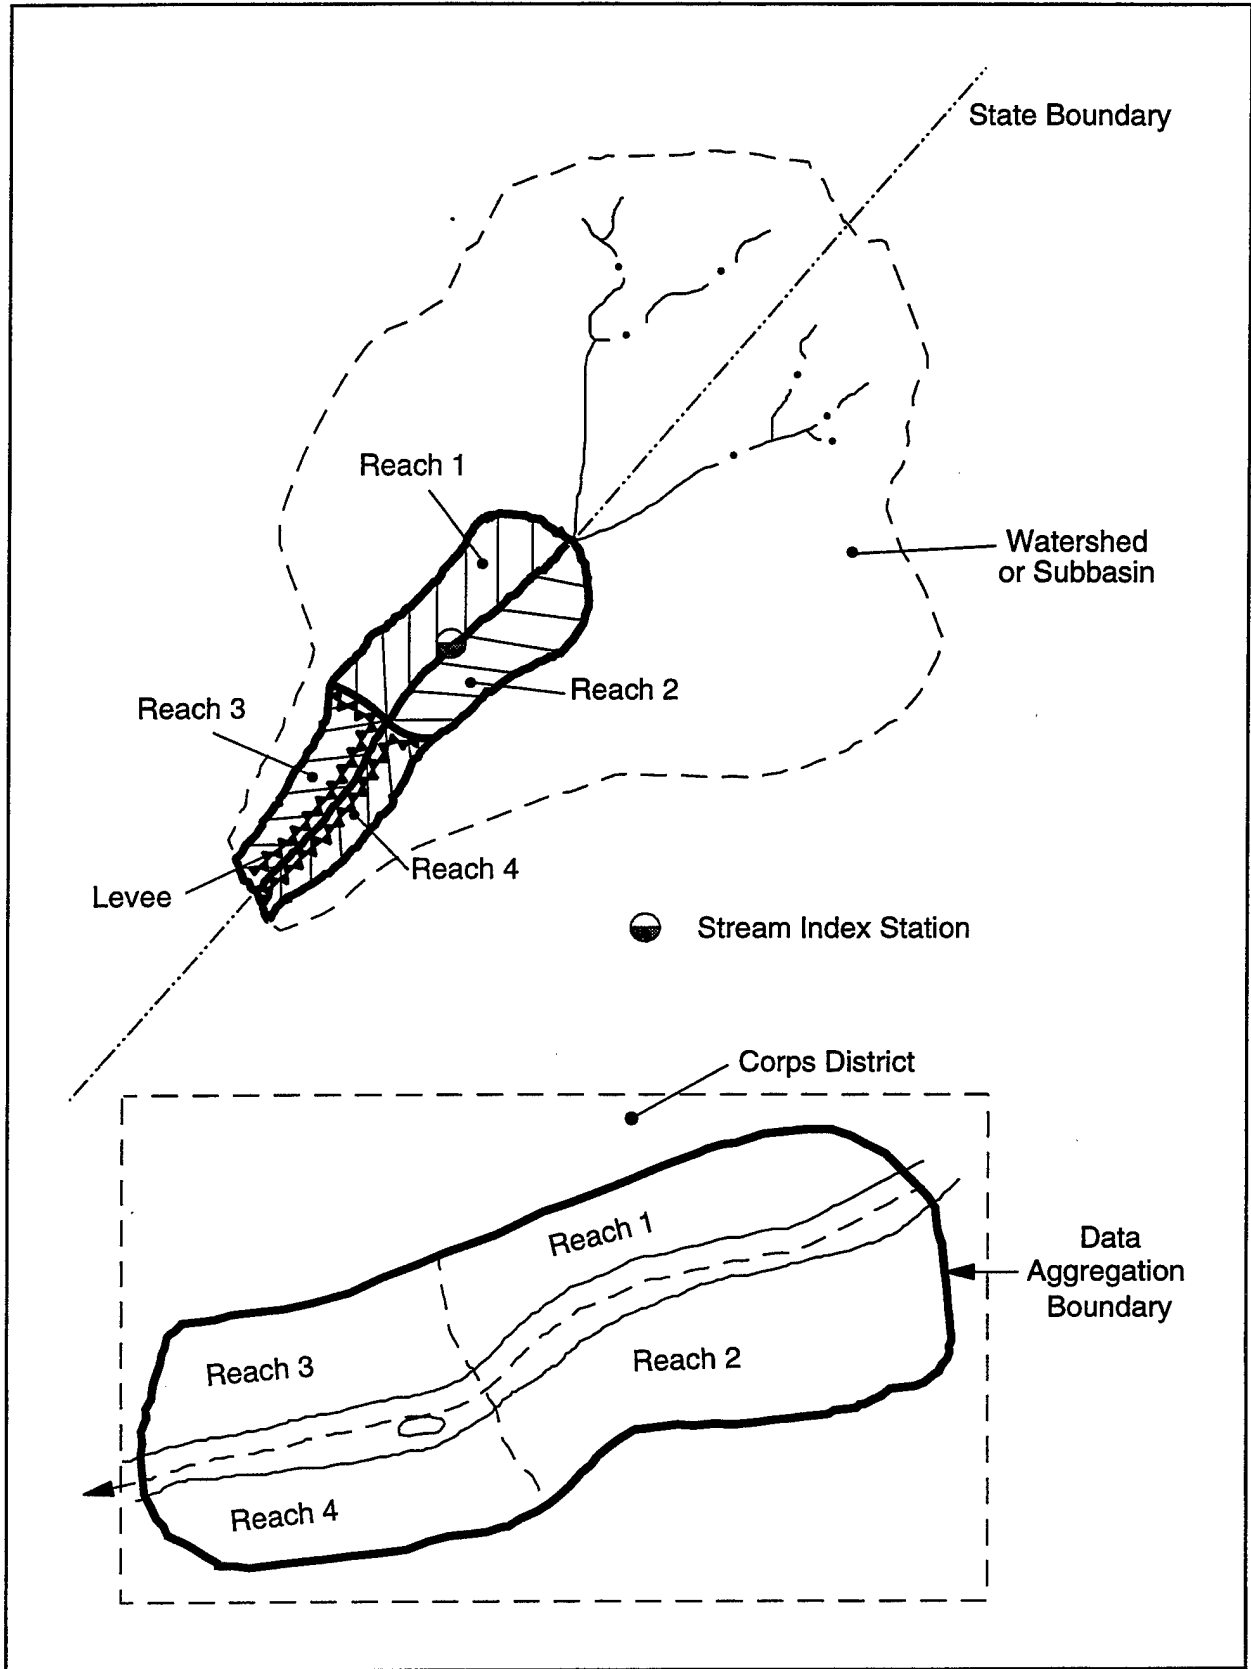 State Boundary
Reach 1
Watershed
or Subbasin
Reach 2
Reach 3
Reach 4
Levee
Stream Index Station
Corps District
Reach 1
Data
Aggregation
Boundary
Reach 2
Reach 3
Reach 4